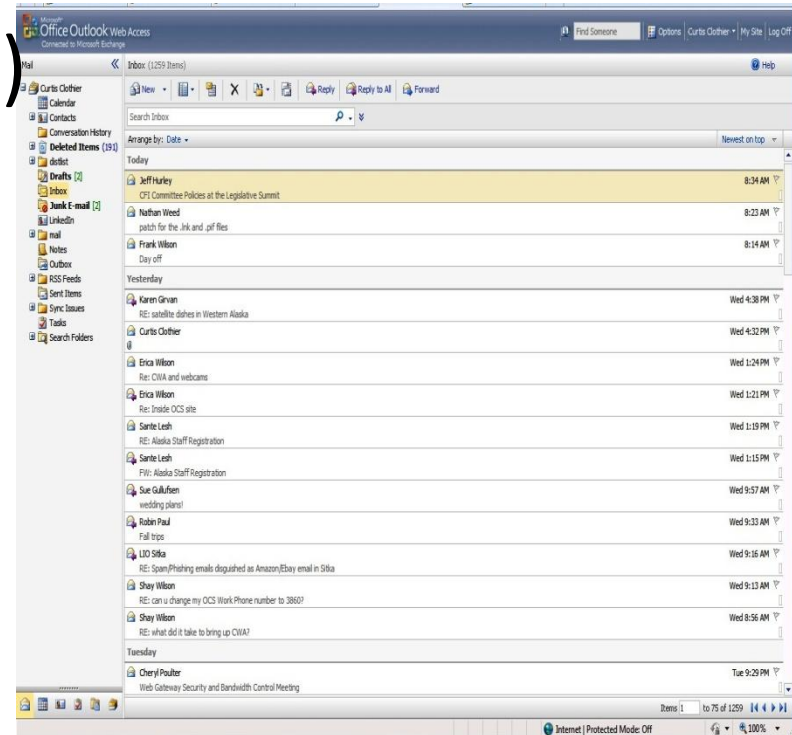 Microsoft
Office Outlook Web Access
Connected to Microsoft Exchange
Find Someone
Options
Curtis Clothier
My Site
Log Off
)
Mail
«
Inbox (1259 Items)
Help
Curtis Clothier
Calendar
Contacts
Conversation History
Deleted Items (191)
distlist
Drafts [2]
Inbox
Junk E-mail [2]
LinkedIn
mail
Notes
Outbox
RSS Feeds
Sent Items
Sync Issues
Tasks
Search Folders
New
X
Reply
Reply to All
Forward
Search Inbox
Arrange by: Date
Newest on top
Today
Jeff Hurley 8:34 AM
CFI Committee Policies at the Legislative Summit
Nathan Weed 8:23 AM
patch for the .lnk and .pif files
Frank Wilson 8:14 AM
Day off
Yesterday
Karen Girvan Wed 4:38 PM
RE: satellite dishes in Western Alaska
Curtis Clothier Wed 4:32 PM
Erica Wilson Wed 1:24 PM
Re: CWA and webcams
Erica Wilson Wed 1:21 PM
Re: Inside OCS site
Sante Lesh Wed 1:19 PM
RE: Alaska Staff Registration
Sante Lesh Wed 1:15 PM
FW: Alaska Staff Registration
Sue Gullufsen Wed 9:57 AM
wedding plans!
Robin Paul Wed 9:33 AM
Fall trips
LIO Sitka Wed 9:16 AM
RE: Spam/Phishing emails disguished as Amazon/Ebay email in Sitka
Shay Wilson Wed 9:13 AM
RE: can u change my OCS Work Phone number to 3860?
Shay Wilson Wed 8:56 AM
RE: what did it take to bring up CWA?
Tuesday
Cheryl Poulter Tue 9:29 PM
Web Gateway Security and Bandwidth Control Meeting
Items 1 to 75 of 1259
Internet | Protected Mode: Off
100%